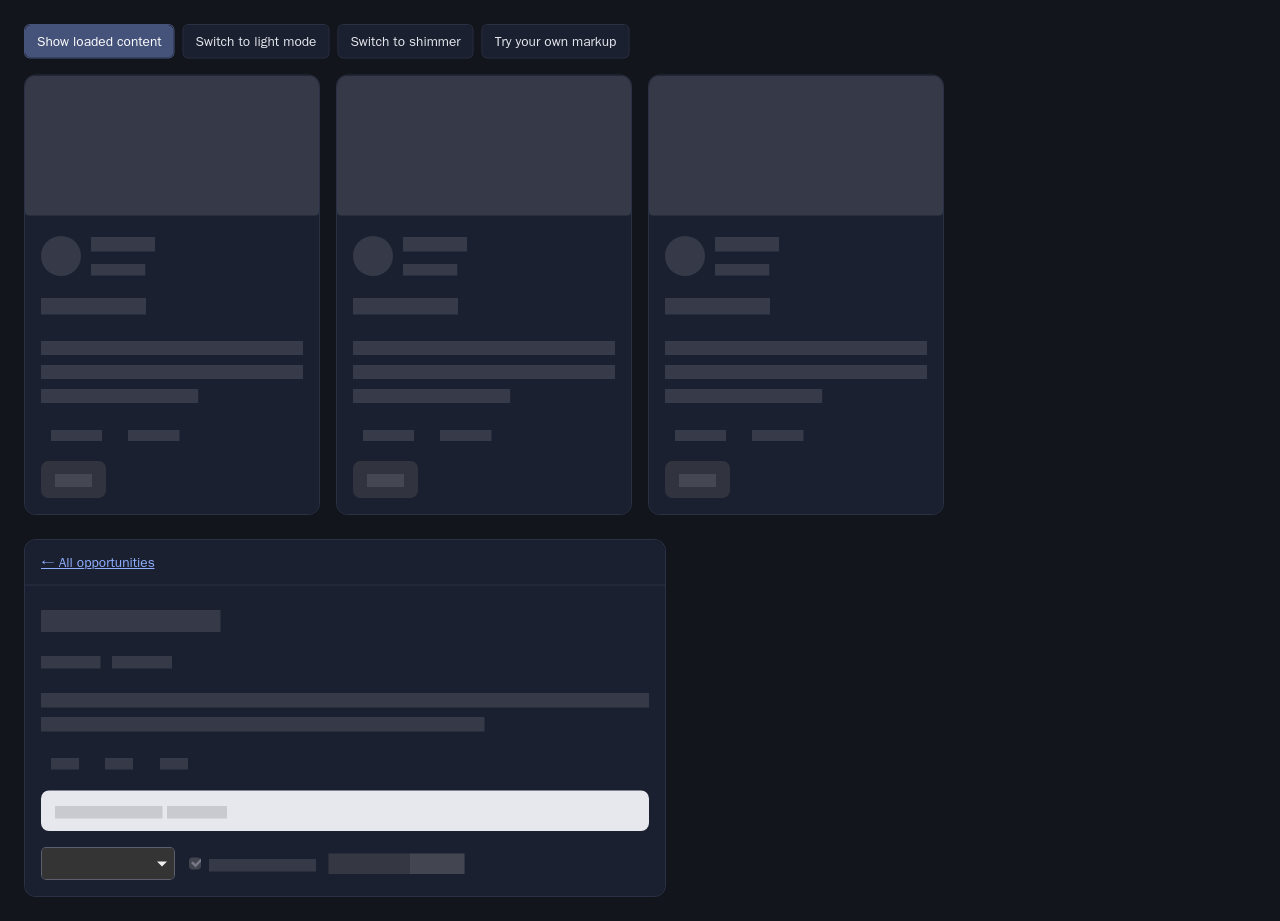 Show loaded content
Switch to light mode
Switch to shimmer
Try your own markup
← All opportunities